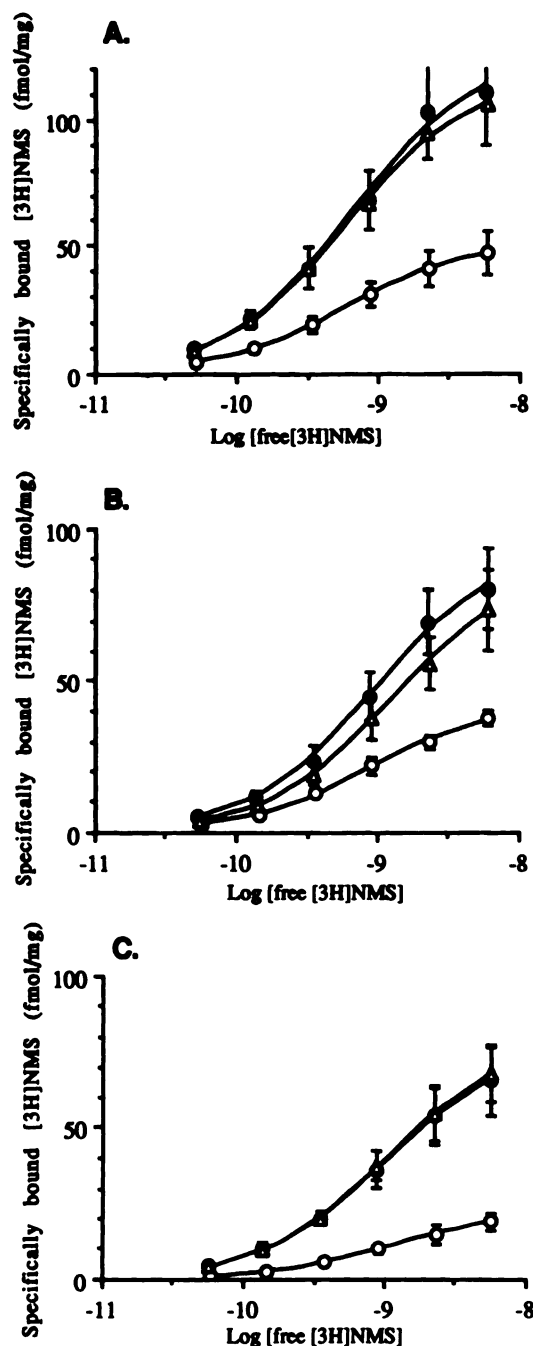 A.
Specifically bound [3H]NMS (fmol/mg)
100
50
0
-11 -10 -9 -8
Log [free[3H]NMS]
B.
Specifically bound [3H]NMS (fmol/mg)
100
50
0
-11 -10 -9 -8
Log [free [3H]NMS]
C.
Specifically bound [3H]NMS (fmol/mg)
100
50
0
-11 -10 -9 -8
Log [free [3H]NMS]